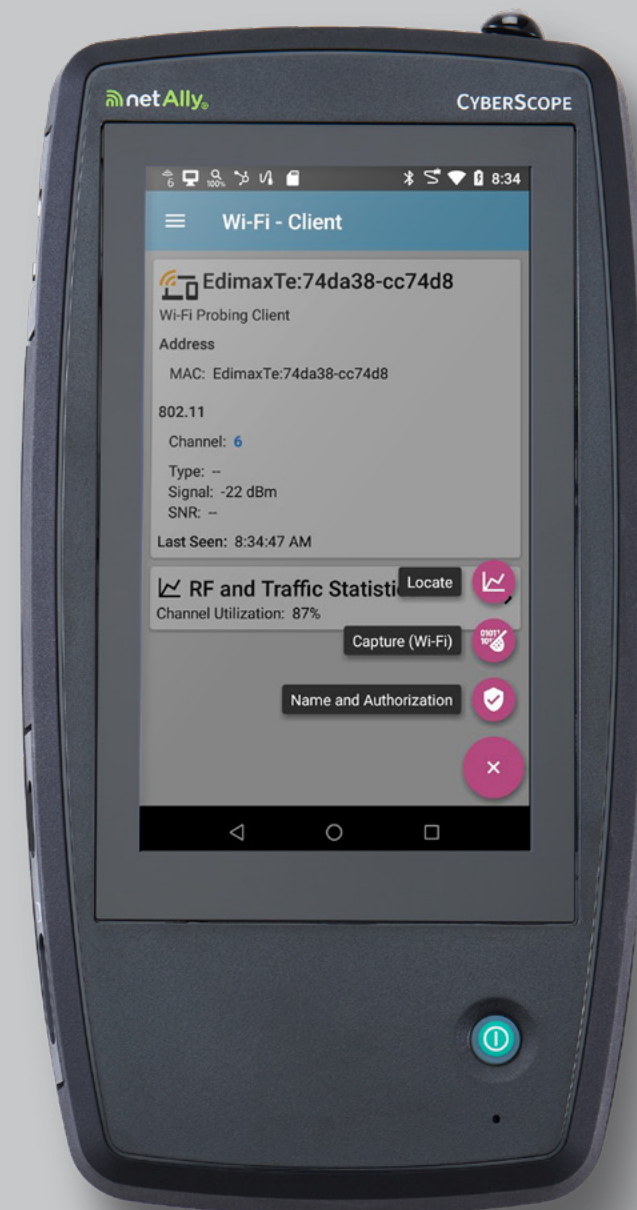 netAlly®
CYBERSCOPE
6 100% 8:34
Wi-Fi - Client
EdimaxTe:74da38-cc74d8
Wi-Fi Probing Client
Address
MAC: EdimaxTe:74da38-cc74d8
802.11
Channel: 6
Type: --
Signal: -22 dBm
SNR: --
Last Seen: 8:34:47 AM
RF and Traffic Statisti
Locate
Channel Utilization: 87%
Capture (Wi-Fi)
Name and Authorization